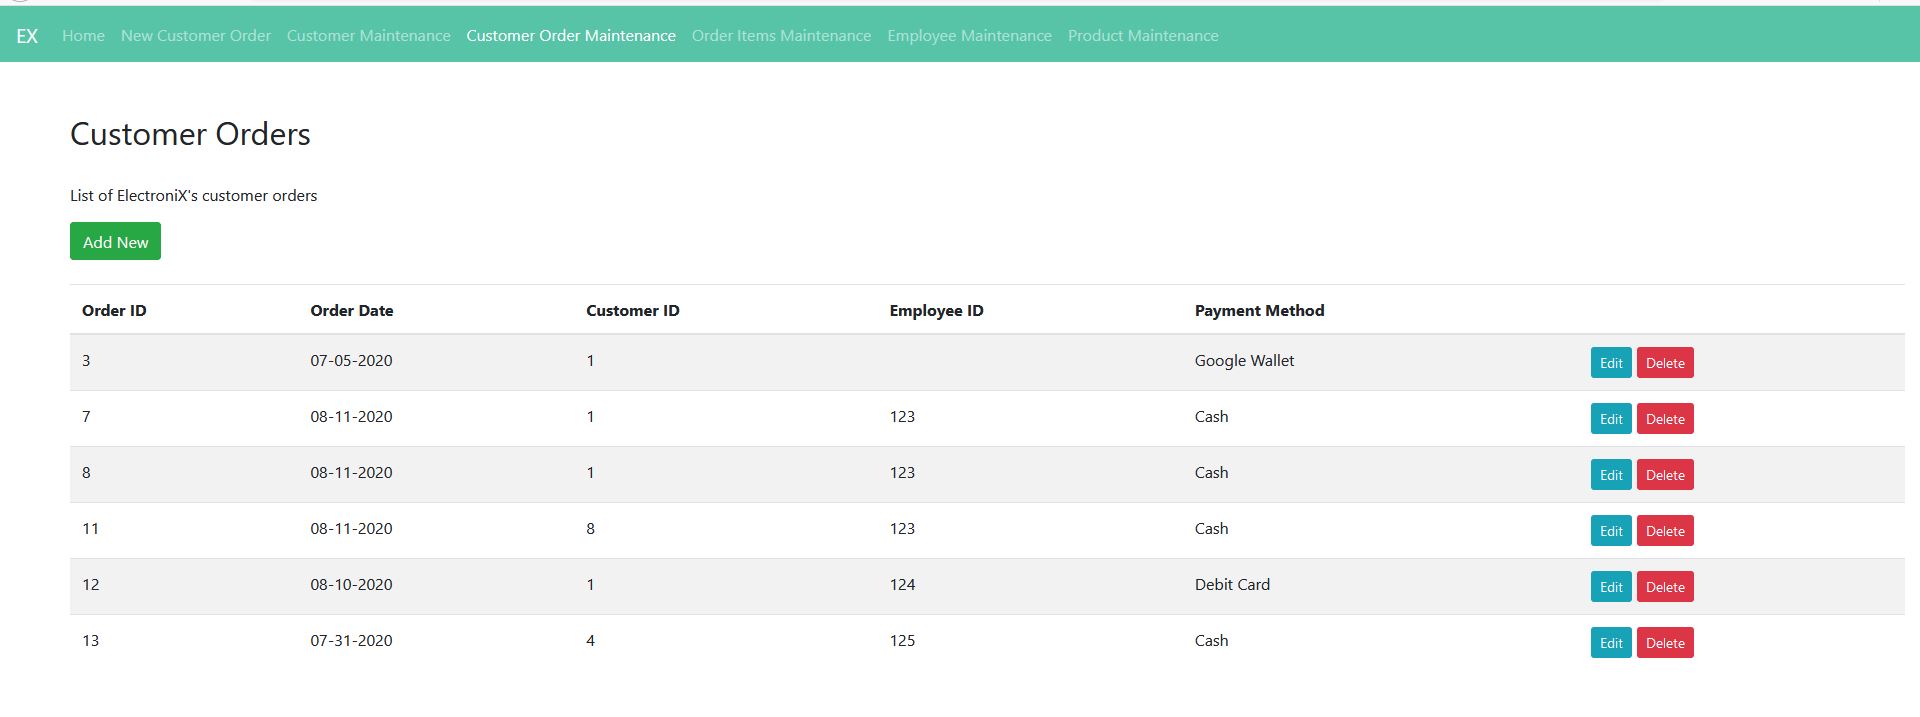 EX Home New Customer Order Customer Maintenance Customer Order Maintenance Order Items Maintenance Employee Maintenance Product Maintenance
Customer Orders
List of ElectroniX's customer orders
Add New
Order ID Order Date Customer ID Employee ID Payment Method
3 07-05-2020 1 Google Wallet Edit Delete
7 08-11-2020 1 123 Cash Edit Delete
8 08-11-2020 1 123 Cash Edit Delete
11 08-11-2020 8 123 Cash Edit Delete
12 08-10-2020 1 124 Debit Card Edit Delete
13 07-31-2020 4 125 Cash Edit Delete